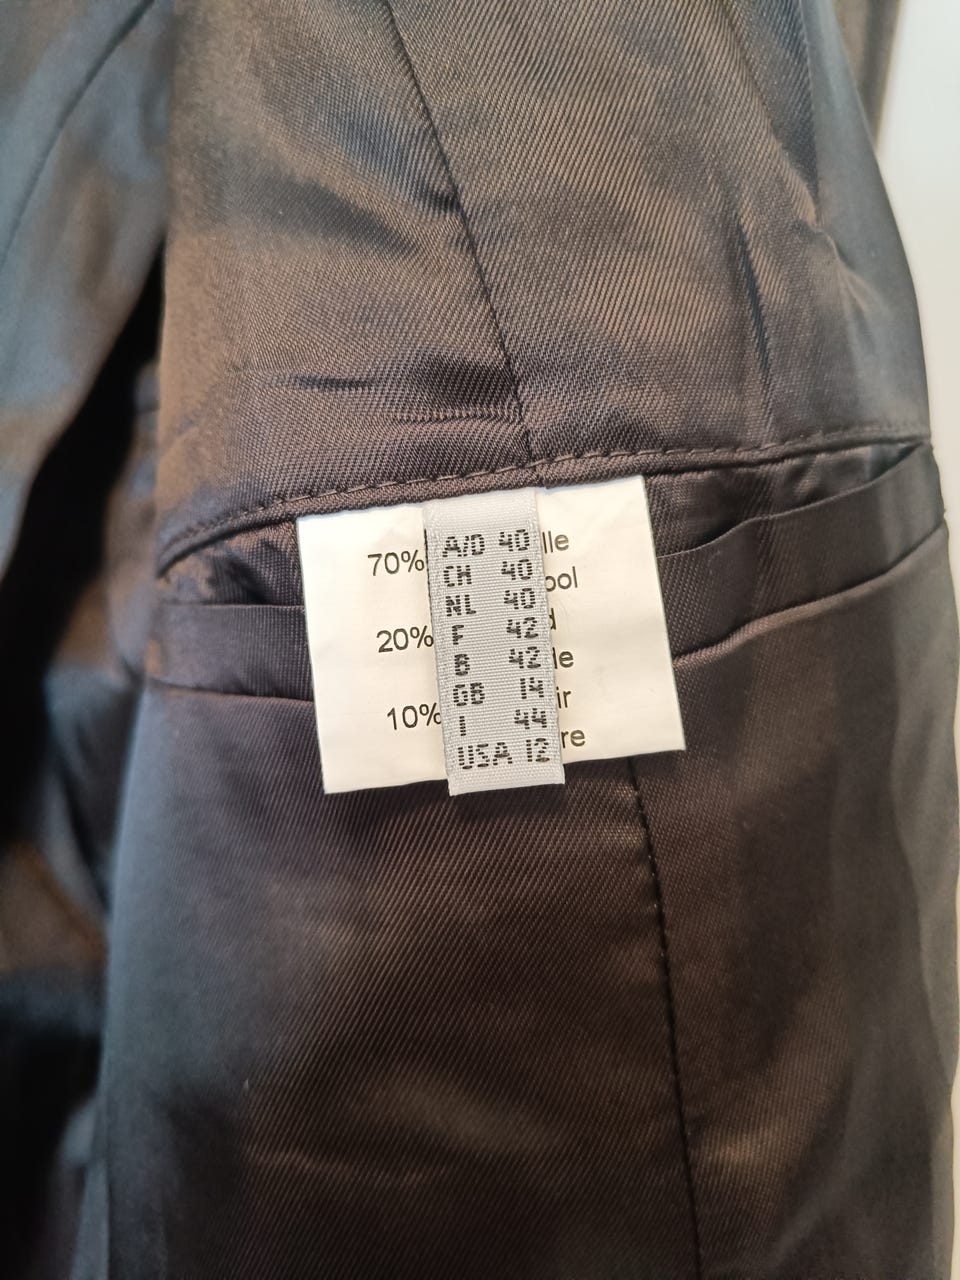 70%
20%
10%
lle
ool
d
de
ir
re
A/D 40
CH 40
NL 40
F 42
B 42
GB 14
I 44
USA 12